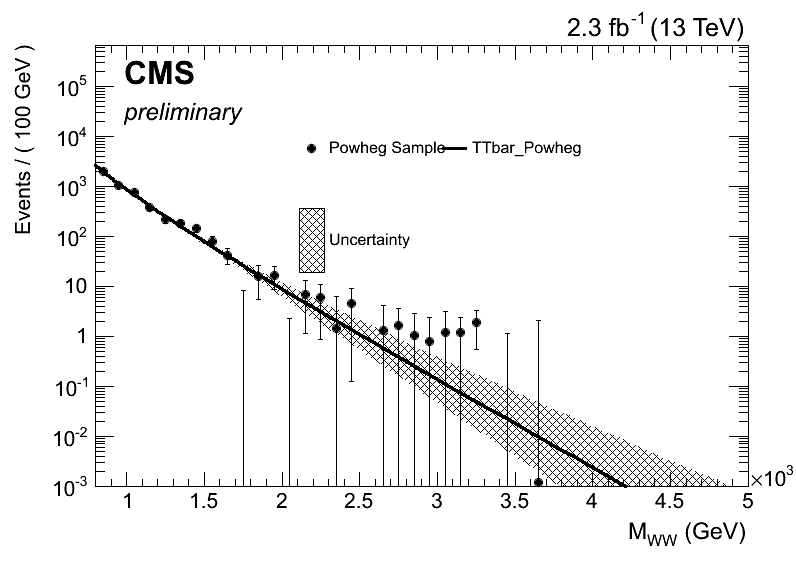 2.3 fb⁻¹ (13 TeV)
CMS
preliminary
Events / ( 100 GeV )
Powheg Sample
TTbar_Powheg
Uncertainty
10⁵
10⁴
10³
10²
10
1
10⁻¹
10⁻²
10⁻³
1 1.5 2 2.5 3 3.5 4 4.5 5
×10³
M_WW (GeV)